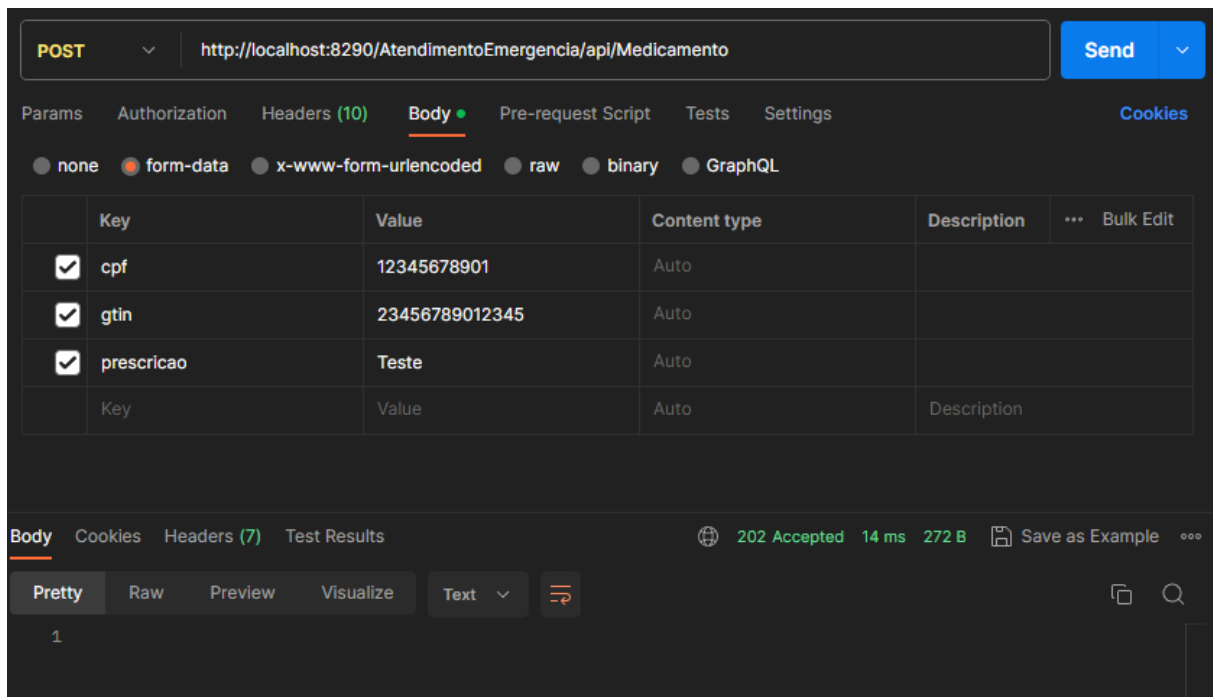 POST http://localhost:8290/AtendimentoEmergencia/api/Medicamento Send
Params Authorization Headers (10) Body Pre-request Script Tests Settings Cookies
none form-data x-www-form-urlencoded raw binary GraphQL
Key Value Content type Description ••• Bulk Edit
cpf 12345678901 Auto
gtin 23456789012345 Auto
prescricao Teste Auto
Key Value Auto Description
Body Cookies Headers (7) Test Results 202 Accepted 14 ms 272 B Save as Example
Pretty Raw Preview Visualize Text
1